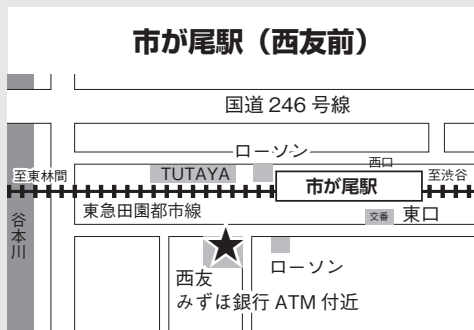 市が尾駅（西友前）
国道 246 号線
ローソン
西口
至東林間
TUTAYA
市が尾駅
至渋谷
東急田園都市線
交番
東口
谷本川
西友
ローソン
みずほ銀行 ATM 付近